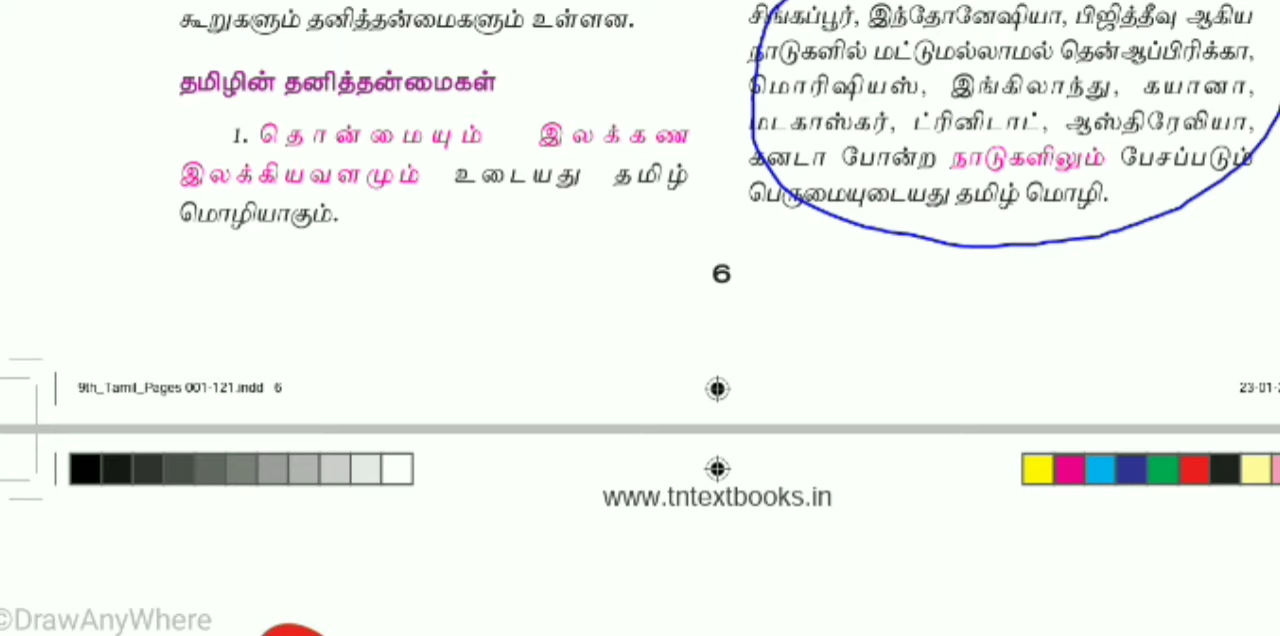 கூறுகளும் தனித்தன்மைகளும் உள்ளன.
தமிழின் தனித்தன்மைகள்
1. தொன்மையும் இலக்கண
இலக்கியவளமும் உடையது தமிழ்
மொழியாகும்.
சிங்கப்பூர், இந்தோனேஷியா, பிஜித்தீவு ஆகிய
நாடுகளில் மட்டுமல்லாமல் தென்ஆப்பிரிக்கா,
மொரிஷியஸ், இங்கிலாந்து, கயானா,
மடகாஸ்கர், ட்ரினிடாட், ஆஸ்திரேலியா,
கனடா போன்ற நாடுகளிலும் பேசப்படும்
பெருமையுடையது தமிழ் மொழி.
6
9th_Tamil_Pages 001-121.indd 6
23-01-
www.tntextbooks.in
©DrawAnyWhere